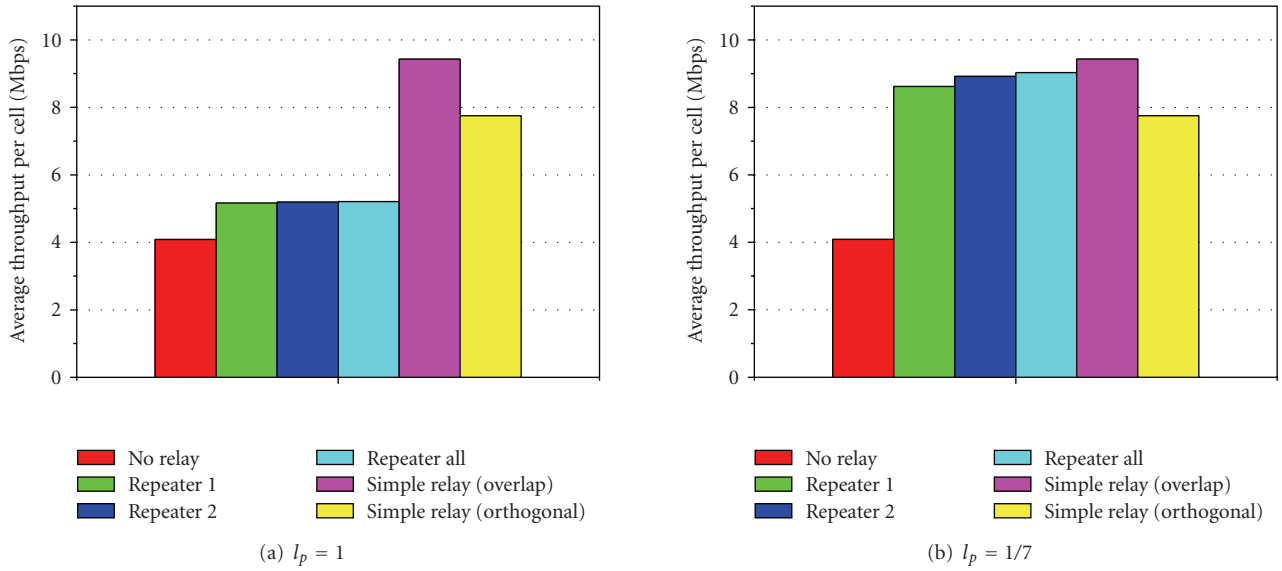 Average throughput per cell (Mbps)
10
8
6
4
2
0
No relay
Repeater 1
Repeater 2
Repeater all
Simple relay (overlap)
Simple relay (orthogonal)
(a) l_p = 1
Average throughput per cell (Mbps)
10
8
6
4
2
0
No relay
Repeater 1
Repeater 2
Repeater all
Simple relay (overlap)
Simple relay (orthogonal)
(b) l_p = 1/7